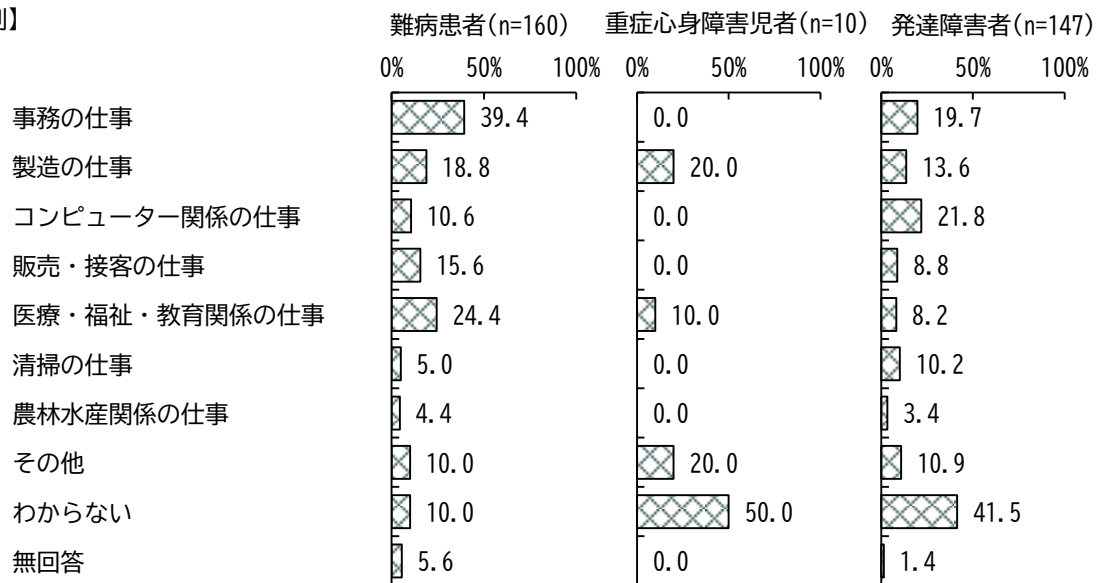 別】
難病患者(n=160) 重症心身障害児者(n=10) 発達障害者(n=147)
0% 50% 100% 0% 50% 100% 0% 50% 100%
事務の仕事 39.4 0.0 19.7
製造の仕事 18.8 20.0 13.6
コンピューター関係の仕事 10.6 0.0 21.8
販売・接客の仕事 15.6 0.0 8.8
医療・福祉・教育関係の仕事 24.4 10.0 8.2
清掃の仕事 5.0 0.0 10.2
農林水産関係の仕事 4.4 0.0 3.4
その他 10.0 20.0 10.9
わからない 10.0 50.0 41.5
無回答 5.6 0.0 1.4